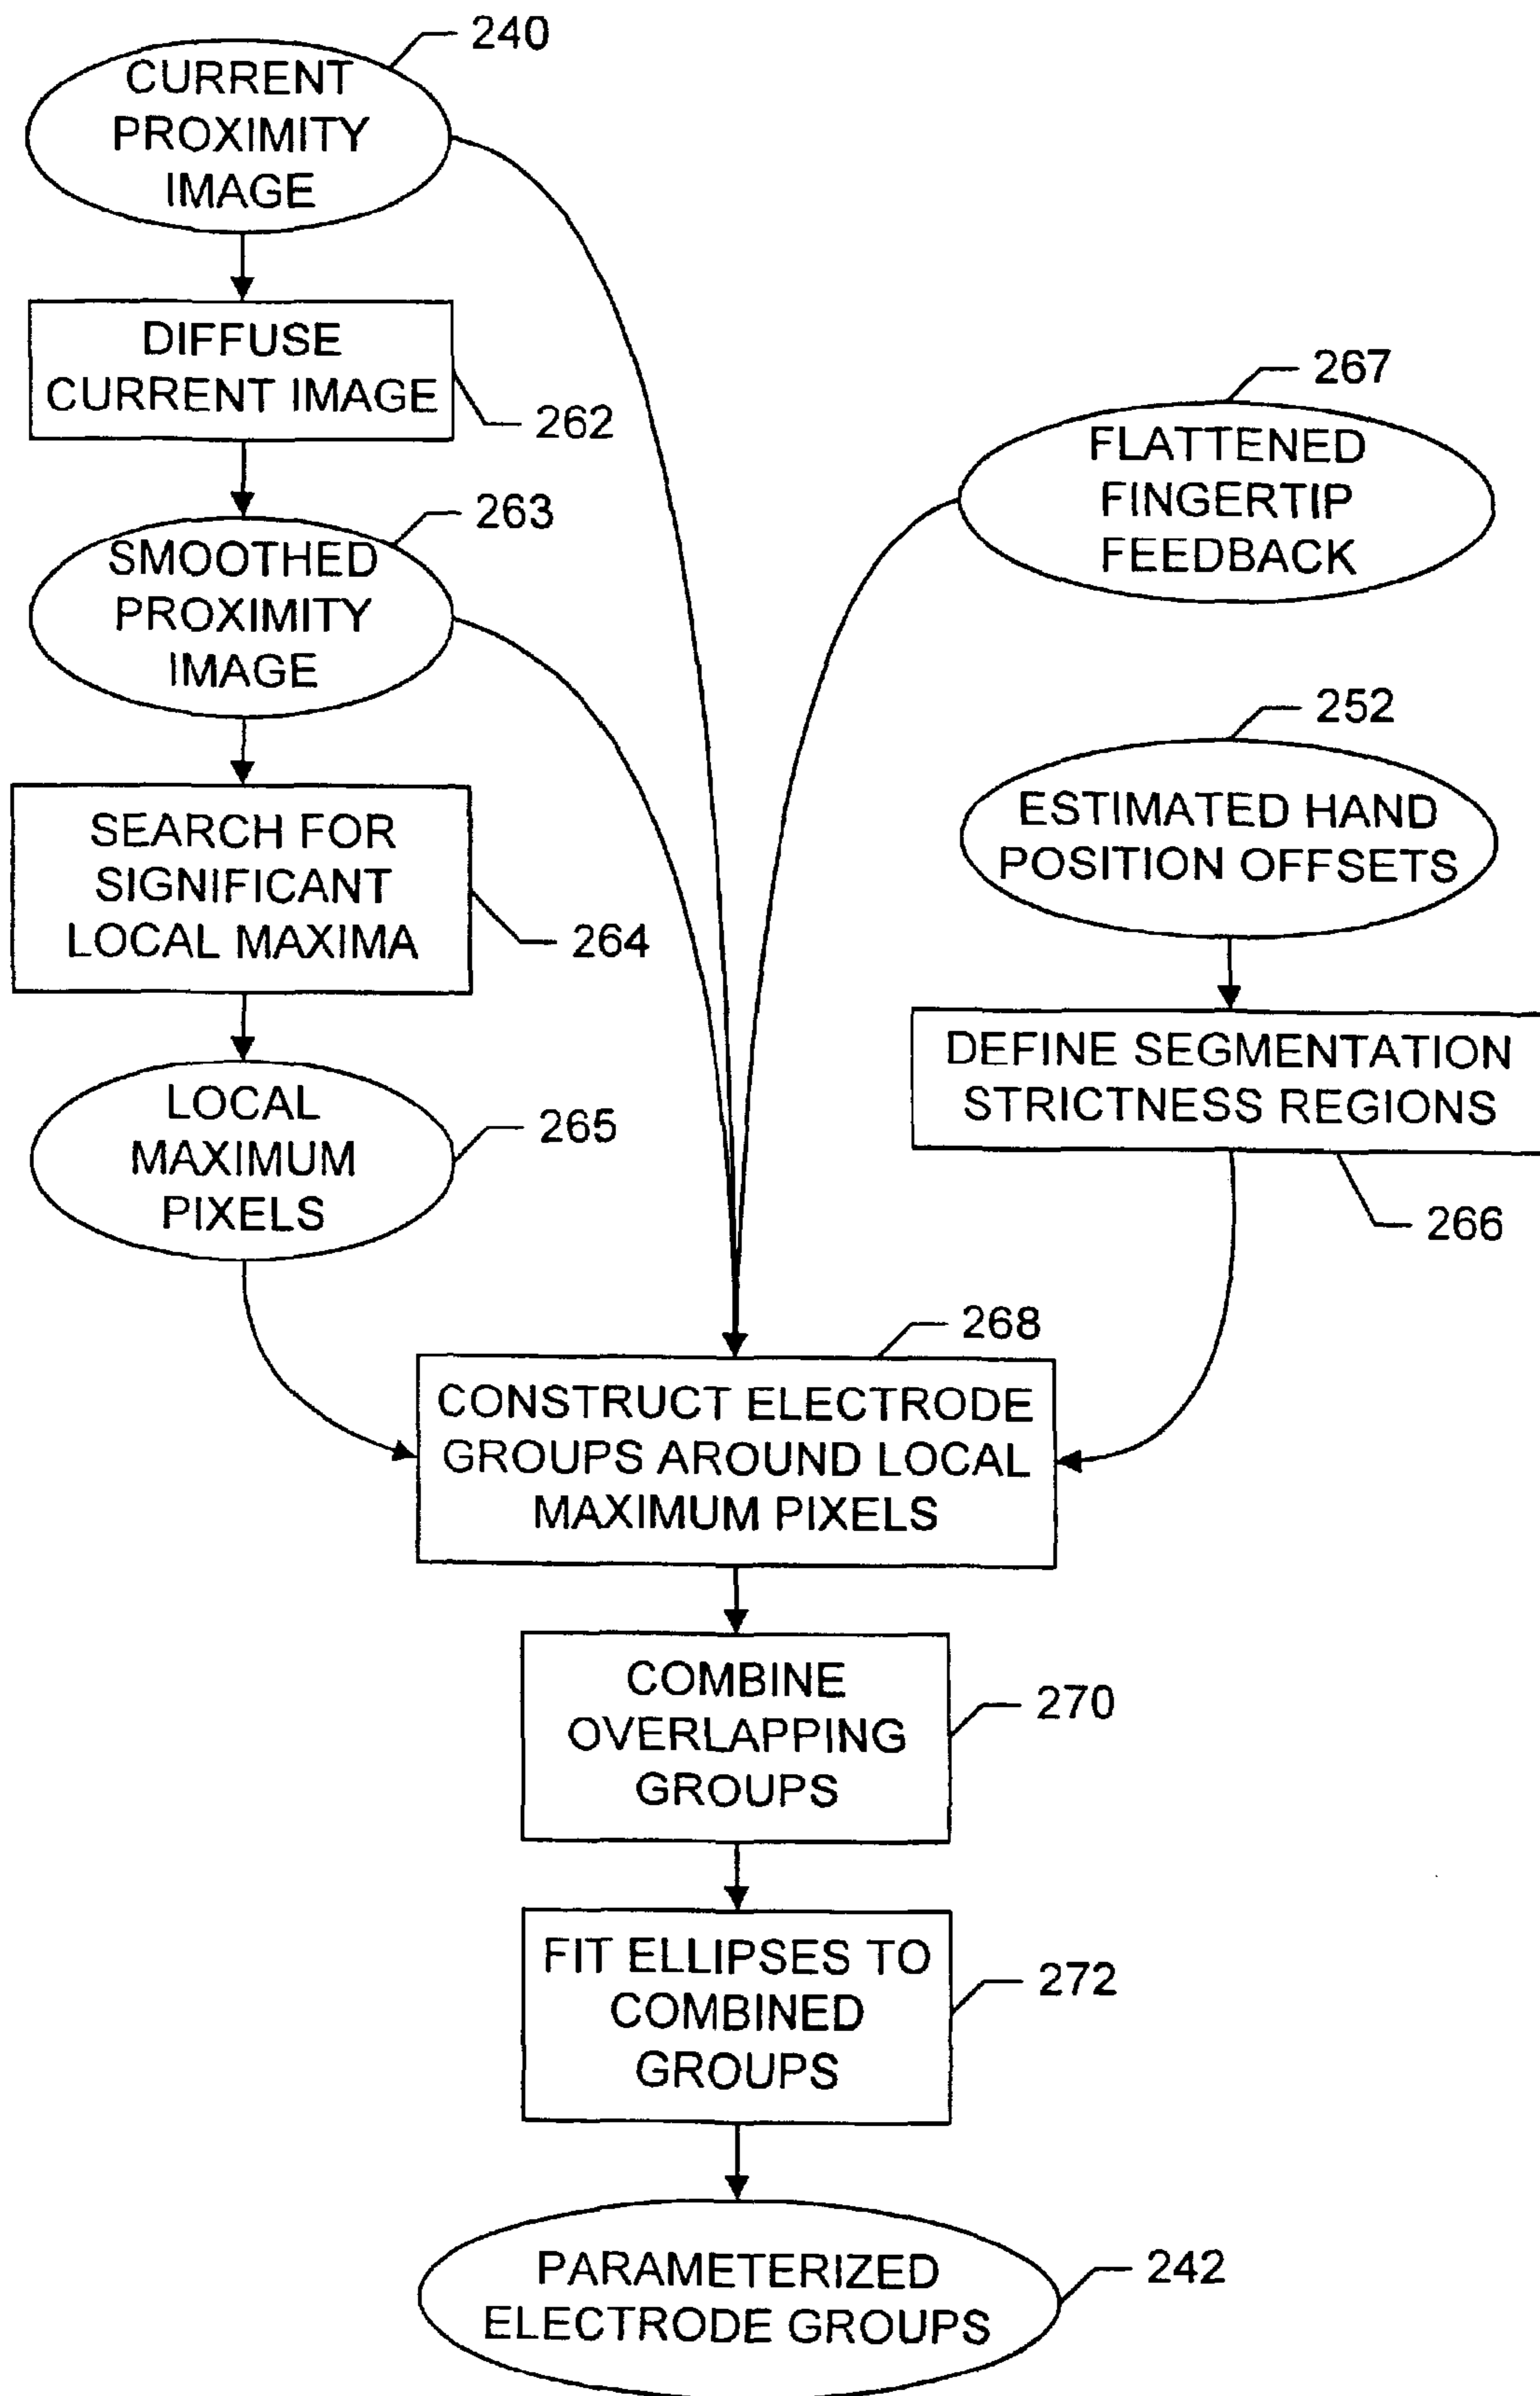 240
CURRENT
PROXIMITY
IMAGE
DIFFUSE
CURRENT IMAGE
262
263
SMOOTHED
PROXIMITY
IMAGE
SEARCH FOR
SIGNIFICANT
LOCAL MAXIMA
264
LOCAL
MAXIMUM
PIXELS
265
267
FLATTENED
FINGERTIP
FEEDBACK
252
ESTIMATED HAND
POSITION OFFSETS
DEFINE SEGMENTATION
STRICTNESS REGIONS
266
268
CONSTRUCT ELECTRODE
GROUPS AROUND LOCAL
MAXIMUM PIXELS
COMBINE
OVERLAPPING
GROUPS
270
FIT ELLIPSES TO
COMBINED
GROUPS
272
PARAMETERIZED
ELECTRODE GROUPS
242